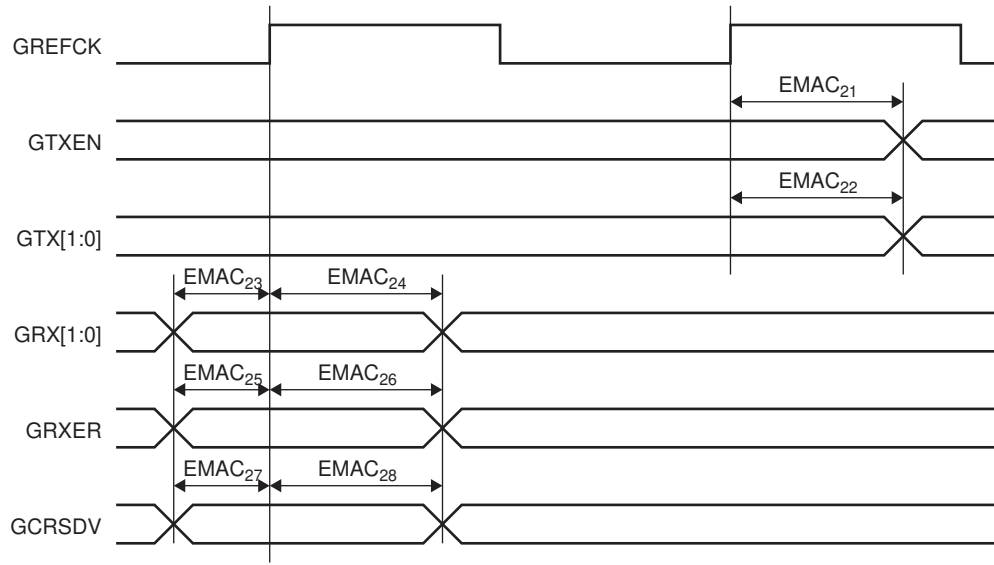 GREFCK
EMAC₂₁
GTXEN
EMAC₂₂
GTX[1:0]
EMAC₂₃ EMAC₂₄
GRX[1:0]
EMAC₂₅ EMAC₂₆
GRXER
EMAC₂₇ EMAC₂₈
GCRSDV